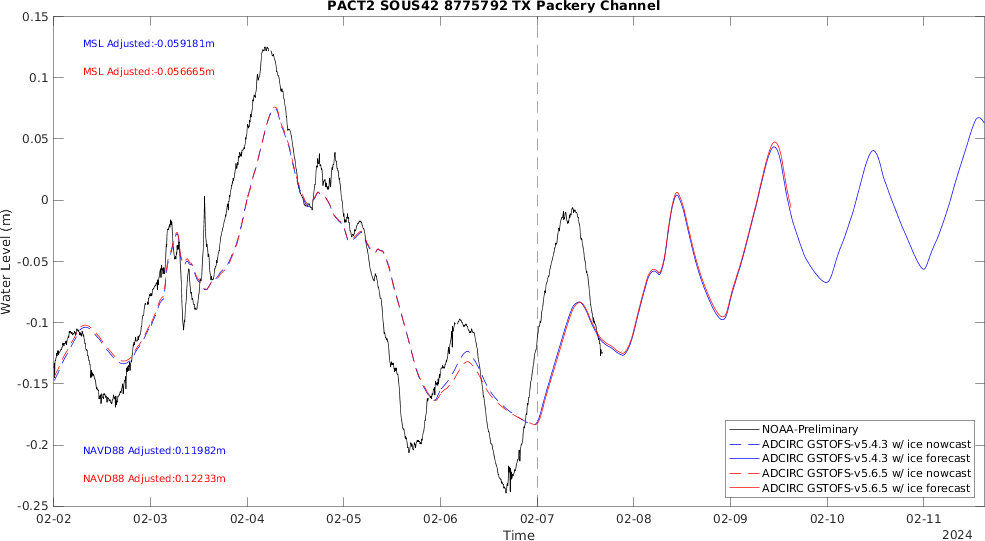 PACT2 SOUS42 8775792 TX Packery Channel
0.15
0.1
0.05
0
-0.05
-0.1
-0.15
-0.2
-0.25
Water Level (m)
MSL Adjusted:-0.059181m
MSL Adjusted:-0.056665m
NAVD88 Adjusted:0.11982m
NAVD88 Adjusted:0.12233m
NOAA-Preliminary
ADCIRC GSTOFS-v5.4.3 w/ ice nowcast
ADCIRC GSTOFS-v5.4.3 w/ ice forecast
ADCIRC GSTOFS-v5.6.5 w/ ice nowcast
ADCIRC GSTOFS-v5.6.5 w/ ice forecast
02-02 02-03 02-04 02-05 02-06 02-07 02-08 02-09 02-10 02-11
Time
2024